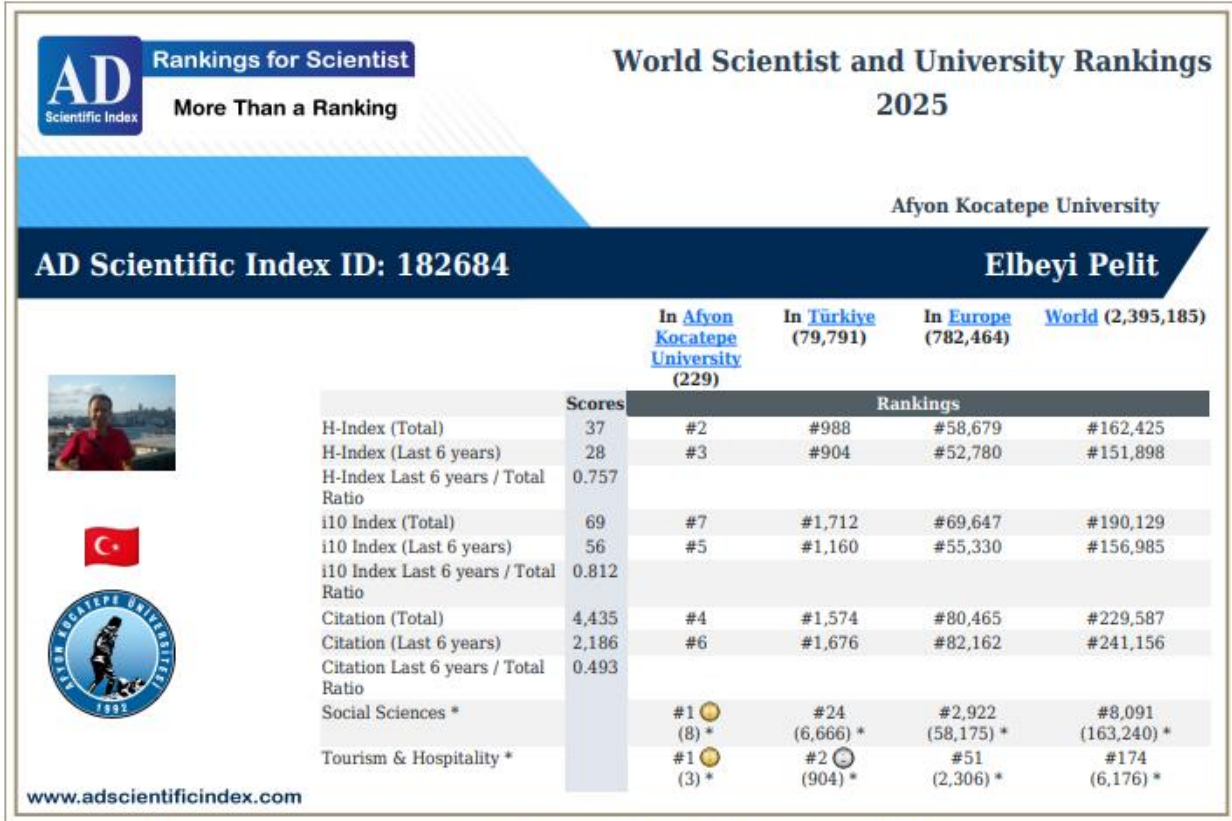 AD
Scientific Index
Rankings for Scientist
More Than a Ranking
World Scientist and University Rankings
2025
Afyon Kocatepe University
AD Scientific Index ID: 182684
Elbeyi Pelit
In Afyon Kocatepe University (229) In Türkiye (79,791) In Europe (782,464) World (2,395,185)
Scores Rankings
H-Index (Total) 37 #2 #988 #58,679 #162,425
H-Index (Last 6 years) 28 #3 #904 #52,780 #151,898
H-Index Last 6 years / Total Ratio 0.757
i10 Index (Total) 69 #7 #1,712 #69,647 #190,129
i10 Index (Last 6 years) 56 #5 #1,160 #55,330 #156,985
i10 Index Last 6 years / Total Ratio 0.812
Citation (Total) 4,435 #4 #1,574 #80,465 #229,587
Citation (Last 6 years) 2,186 #6 #1,676 #82,162 #241,156
Citation Last 6 years / Total Ratio 0.493
Social Sciences * #1 #24 #2,922 #8,091
(8) * (6,666) * (58,175) * (163,240) *
Tourism & Hospitality * #1 #2 #51 #174
(3) * (904) * (2,306) * (6,176) *
AFYON KOCATEPE ÜNİVERSİTESİ
1992
www.adscientificindex.com